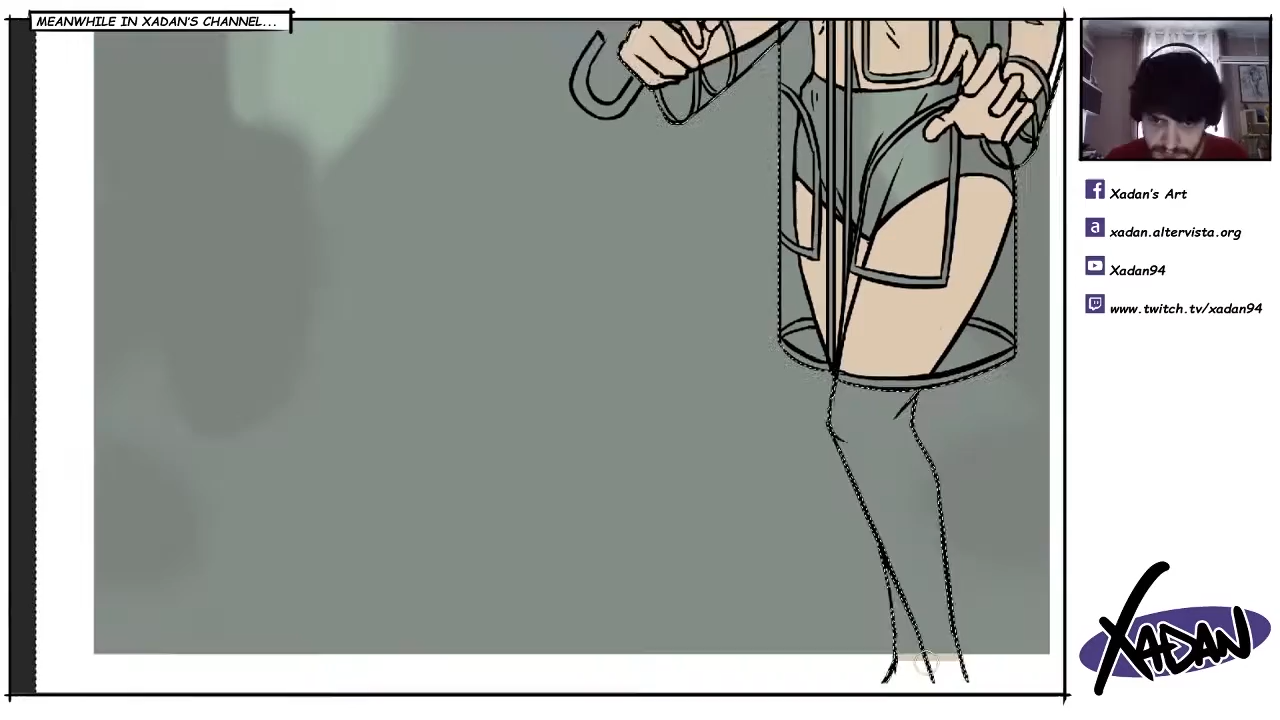 MEANWHILE IN XADAN'S CHANNEL...
Xadan's Art
a xadan.altervista.org
Xadan94
www.twitch.tv/xadan94
XADAN